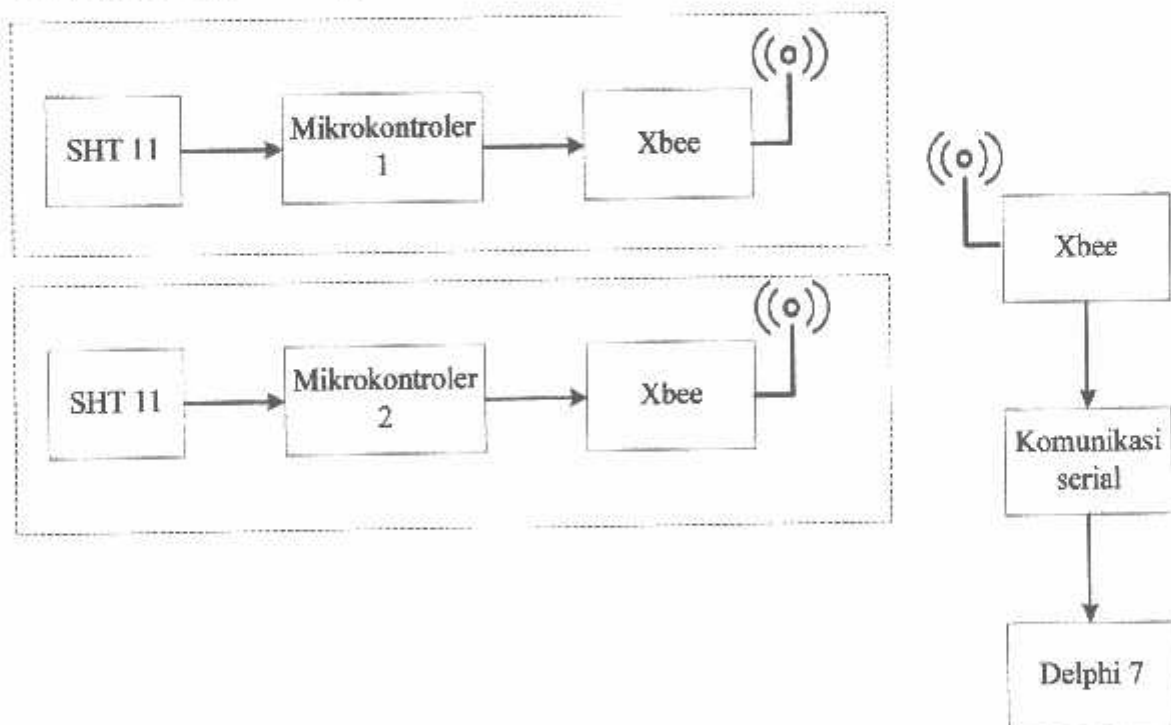 SHT 11
Mikrokontroler
1
Xbee
SHT 11
Mikrokontroler
2
Xbee
Xbee
Komunikasi
serial
Delphi 7